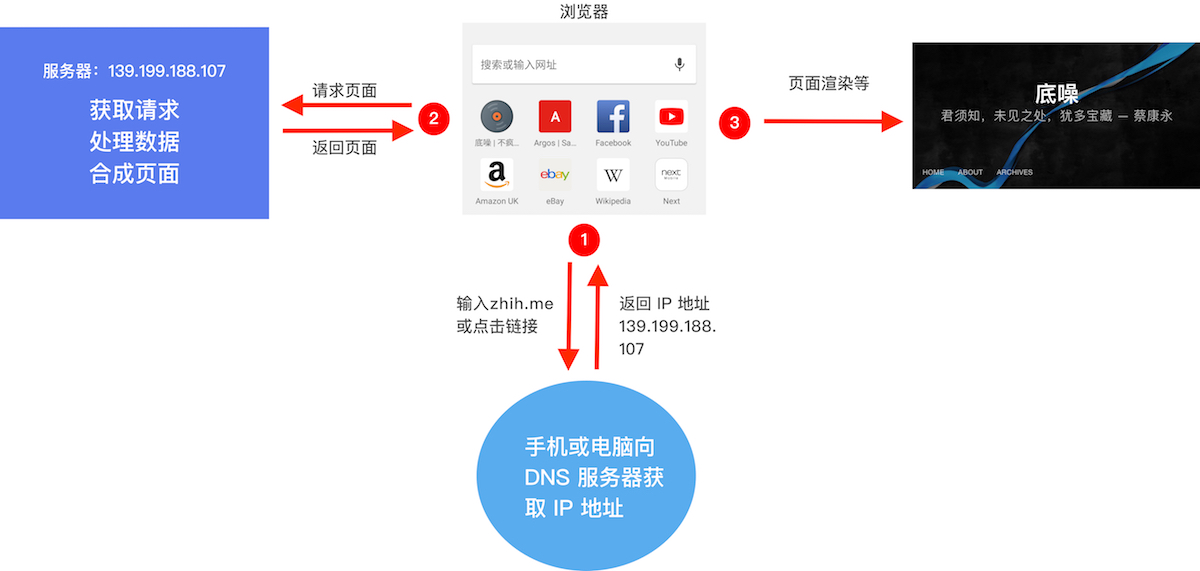 浏览器
服务器：139.199.188.107
获取请求
处理数据
合成页面
请求页面
2
返回页面
搜索或输入网址
底噪 | 不疯...
A
Argos | Sa...
Facebook
YouTube
a
Amazon UK
ebay
eBay
W
Wikipedia
next
Next
3
页面渲染等
底噪
君须知，未见之处，犹多宝藏 — 蔡康永
HOME ABOUT ARCHIVES
1
输入zhih.me
或点击链接
返回 IP 地址
139.199.188.
107
手机或电脑向
DNS 服务器获
取 IP 地址